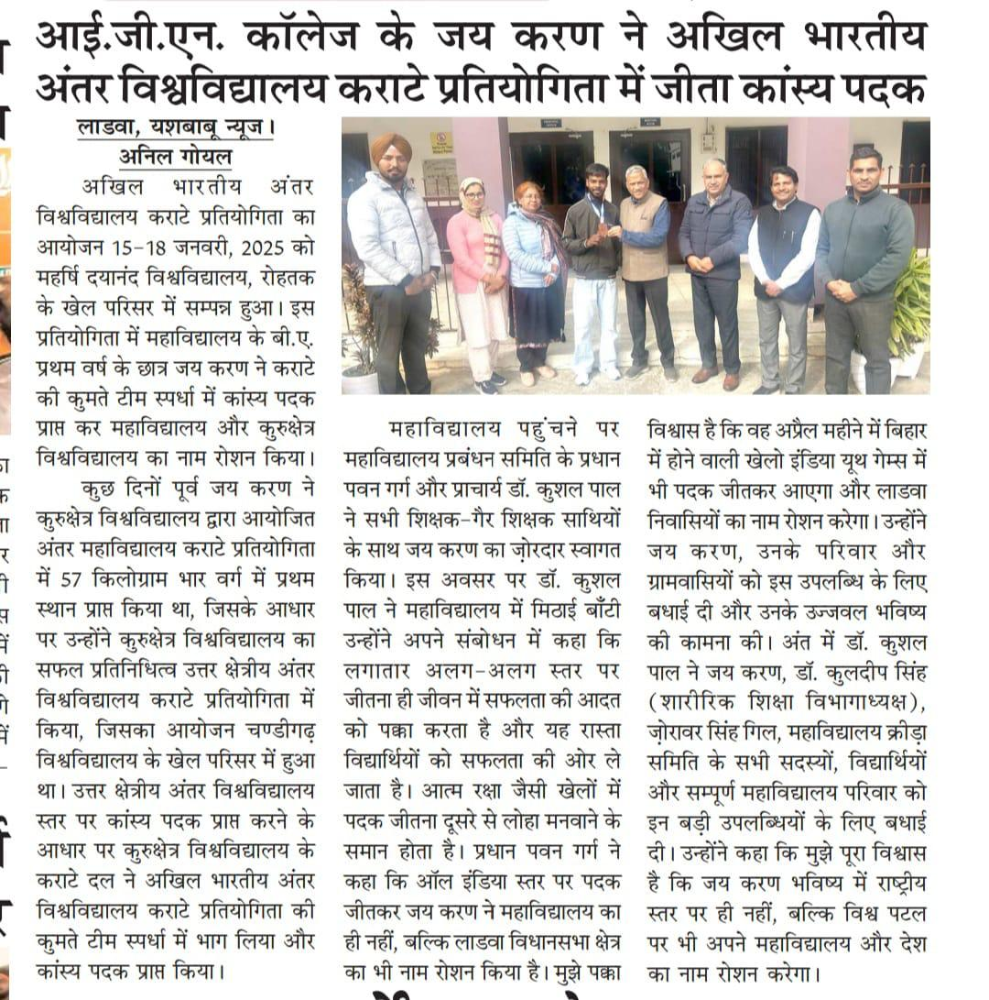 आई.जी.एन. कॉलेज के जय करण ने अखिल भारतीय
अंतर विश्वविद्यालय कराटे प्रतियोगिता में जीता कांस्य पदक
लाडवा, यशबाबू न्यूज।
अनिल गोयल
अखिल भारतीय अंतर
विश्वविद्यालय कराटे प्रतियोगिता का
आयोजन 15-18 जनवरी, 2025 को
महर्षि दयानंद विश्वविद्यालय, रोहतक
के खेल परिसर में सम्पन्न हुआ। इस
प्रतियोगिता में महाविद्यालय के बी.ए.
प्रथम वर्ष के छात्र जय करण ने कराटे
की कुमते टीम स्पर्धा में कांस्य पदक
प्राप्त कर महाविद्यालय और कुरुक्षेत्र
विश्वविद्यालय का नाम रोशन किया।
कुछ दिनों पूर्व जय करण ने
कुरुक्षेत्र विश्वविद्यालय द्वारा आयोजित
अंतर महाविद्यालय कराटे प्रतियोगिता
में 57 किलोग्राम भार वर्ग में प्रथम
स्थान प्राप्त किया था, जिसके आधार
पर उन्होंने कुरुक्षेत्र विश्वविद्यालय का
सफल प्रतिनिधित्व उत्तर क्षेत्रीय अंतर
विश्वविद्यालय कराटे प्रतियोगिता में
किया, जिसका आयोजन चण्डीगढ़
विश्वविद्यालय के खेल परिसर में हुआ
था। उत्तर क्षेत्रीय अंतर विश्वविद्यालय
स्तर पर कांस्य पदक प्राप्त करने के
आधार पर कुरुक्षेत्र विश्वविद्यालय के
कराटे दल ने अखिल भारतीय अंतर
विश्वविद्यालय कराटे प्रतियोगिता की
कुमते टीम स्पर्धा में भाग लिया और
कांस्य पदक प्राप्त किया।
महाविद्यालय पहुंचने पर
महाविद्यालय प्रबंधन समिति के प्रधान
पवन गर्ग और प्राचार्य डॉ. कुशल पाल
ने सभी शिक्षक-गैर शिक्षक साथियों
के साथ जय करण का ज़ोरदार स्वागत
किया। इस अवसर पर डॉ. कुशल
पाल ने महाविद्यालय में मिठाई बाँटी
उन्होंने अपने संबोधन में कहा कि
लगातार अलग-अलग स्तर पर
जीतना ही जीवन में सफलता की आदत
को पक्का करता है और यह रास्ता
विद्यार्थियों को सफलता की ओर ले
जाता है। आत्म रक्षा जैसी खेलों में
पदक जीतना दूसरे से लोहा मनवाने के
समान होता है। प्रधान पवन गर्ग ने
कहा कि ऑल इंडिया स्तर पर पदक
जीतकर जय करण ने महाविद्यालय का
ही नहीं, बल्कि लाडवा विधानसभा क्षेत्र
का भी नाम रोशन किया है। मुझे पक्का
विश्वास है कि वह अप्रैल महीने में बिहार
में होने वाली खेलो इंडिया यूथ गेम्स में
भी पदक जीतकर आएगा और लाडवा
निवासियों का नाम रोशन करेगा। उन्होंने
जय करण, उनके परिवार और
ग्रामवासियों को इस उपलब्धि के लिए
बधाई दी और उनके उज्जवल भविष्य
की कामना की। अंत में डॉ. कुशल
पाल ने जय करण, डॉ. कुलदीप सिंह
(शारीरिक शिक्षा विभागाध्यक्ष),
ज़ोरावर सिंह गिल, महाविद्यालय क्रीड़ा
समिति के सभी सदस्यों, विद्यार्थियों
और सम्पूर्ण महाविद्यालय परिवार को
इन बड़ी उपलब्धियों के लिए बधाई
दी। उन्होंने कहा कि मुझे पूरा विश्वास
है कि जय करण भविष्य में राष्ट्रीय
स्तर पर ही नहीं, बल्कि विश्व पटल
पर भी अपने महाविद्यालय और देश
का नाम रोशन करेगा।